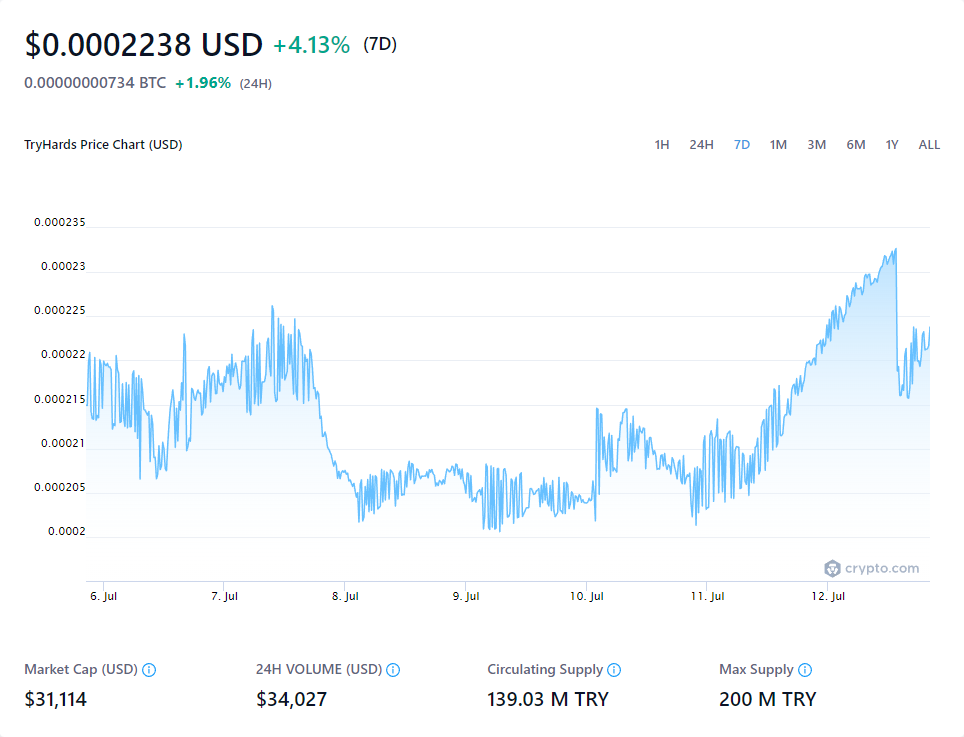 $0.0002238 USD +4.13% (7D)
0.00000000734 BTC +1.96% (24H)
TryHards Price Chart (USD)
1H 24H 7D 1M 3M 6M 1Y ALL
0.000235
0.00023
0.000225
0.00022
0.000215
0.00021
0.000205
0.0002
crypto.com
6. Jul 7. Jul 8. Jul 9. Jul 10. Jul 11. Jul 12. Jul
Market Cap (USD) 24H VOLUME (USD) Circulating Supply Max Supply
$31,114 $34,027 139.03 M TRY 200 M TRY